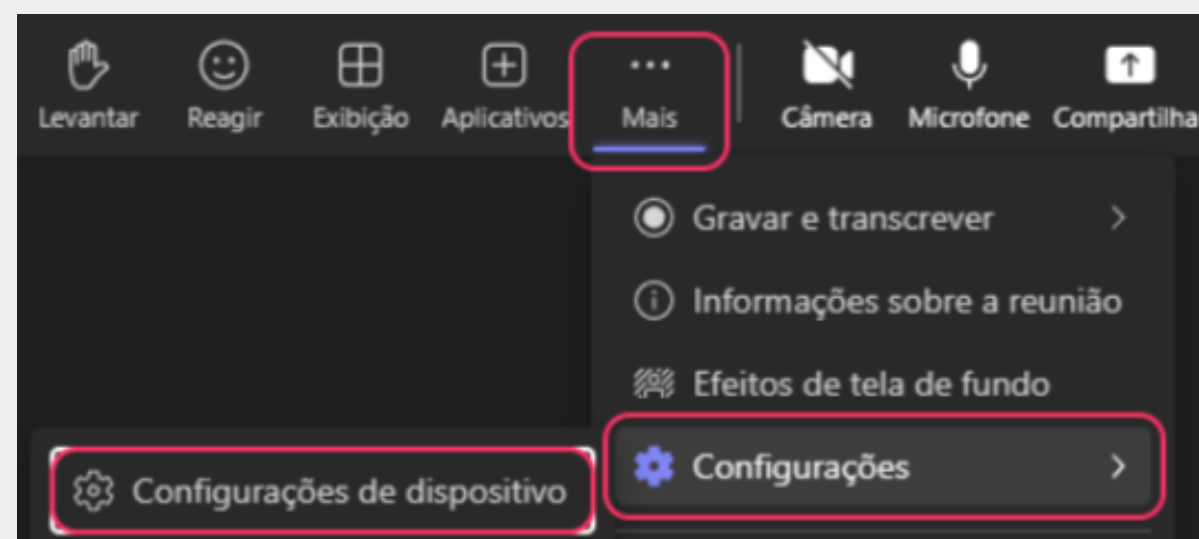 Levantar Reagir Exibição Aplicativos Mais Câmera Microfone Compartilha
Gravar e transcrever
Informações sobre a reunião
Efeitos de tela de fundo
Configurações
Configurações de dispositivo